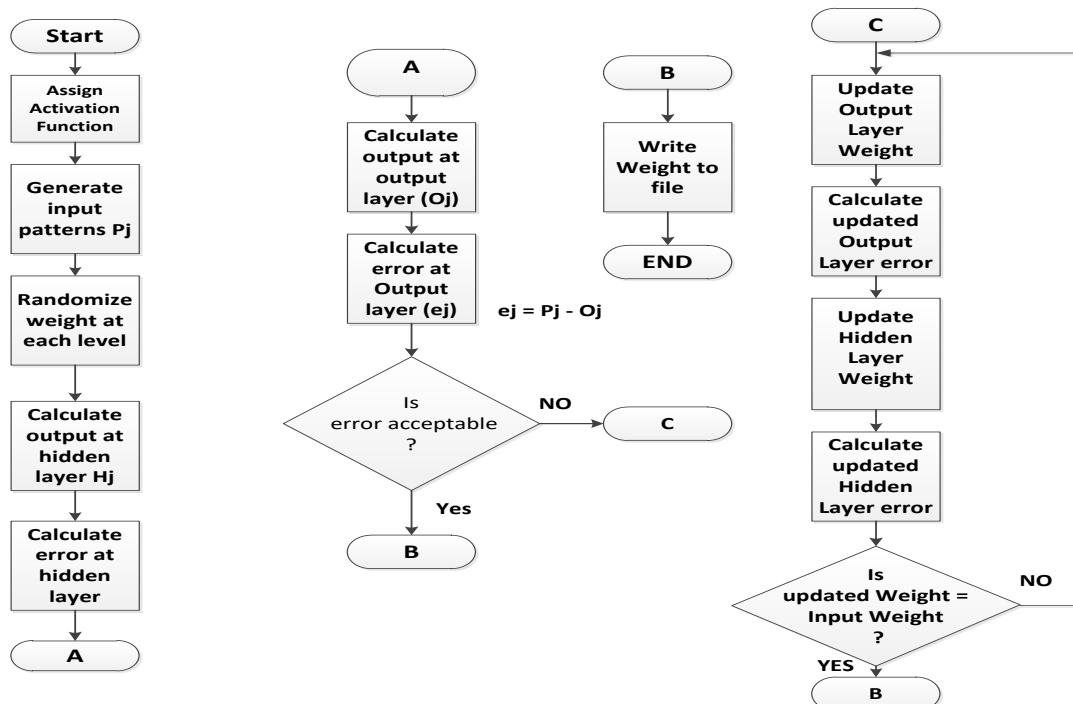 Start
Assign
Activation
Function
Generate
input
patterns Pj
Randomize
weight at
each level
Calculate
output at
hidden
layer Hj
Calculate
error at
hidden
layer
A
A
Calculate
output at
output
layer (Oj)
Calculate
error at
Output
layer (ej)
ej = Pj - Oj
Is
error acceptable
?
NO
C
Yes
B
B
Write
Weight to
file
END
C
Update
Output
Layer
Weight
Calculate
updated
Output
Layer error
Update
Hidden
Layer
Weight
Calculate
updated
Hidden
Layer error
Is
updated Weight =
Input Weight
?
NO
YES
B